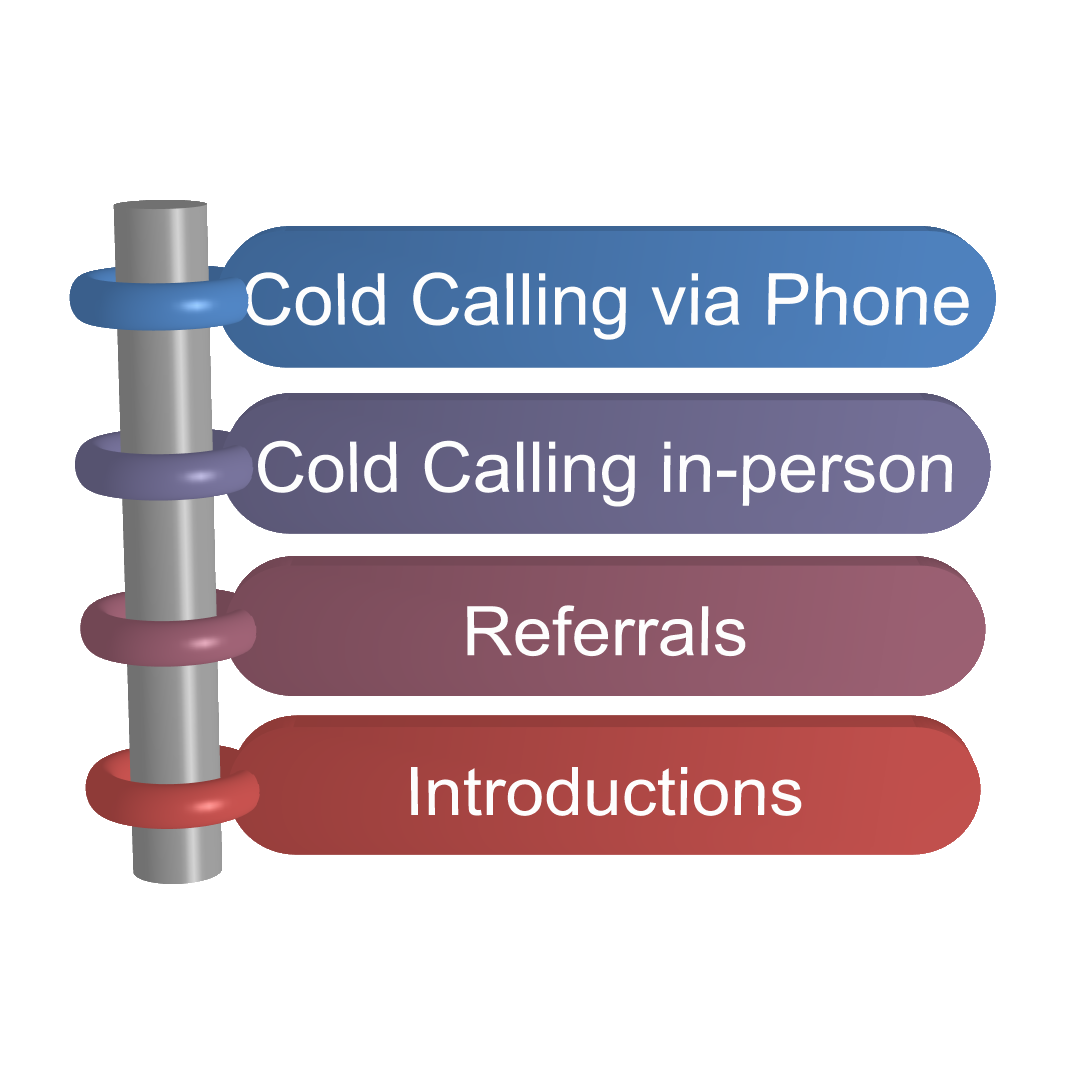 Cold Calling via Phone
Cold Calling in-person
Referrals
Introductions